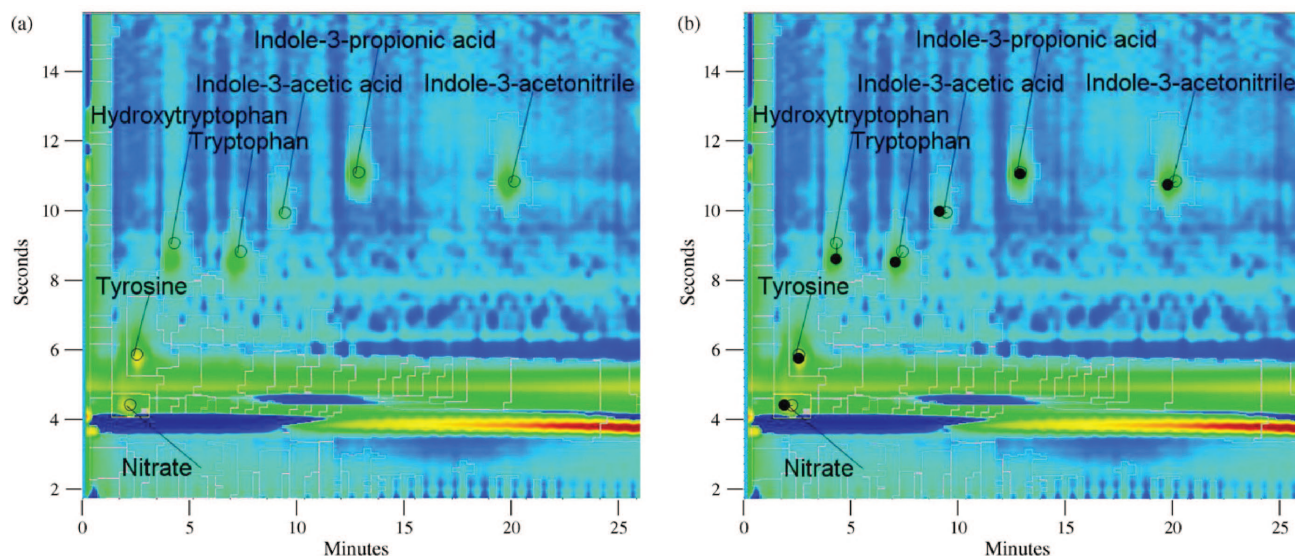 (a)
Indole-3-propionic acid
Indole-3-acetic acid
Indole-3-acetonitrile
Hydroxytryptophan
Tryptophan
Tyrosine
Nitrate
Seconds
14
12
10
8
6
4
2
0
5
10
15
20
25
Minutes
(b)
Indole-3-propionic acid
Indole-3-acetic acid
Indole-3-acetonitrile
Hydroxytryptophan
Tryptophan
Tyrosine
Nitrate
Seconds
14
12
10
8
6
4
2
0
5
10
15
20
25
Minutes